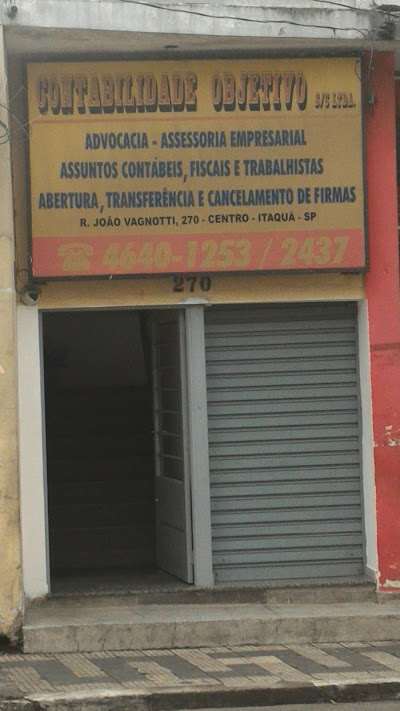 CONTABILIDADE OBJETIVO S/C LTDA.
ADVOCACIA - ASSESSORIA EMPRESARIAL
ASSUNTOS CONTÁBEIS, FISCAIS E TRABALHISTAS
ABERTURA, TRANSFERÊNCIA E CANCELAMENTO DE FIRMAS
R. JOÃO VAGNOTTI, 270 - CENTRO - ITAQUÁ - SP
☎ 4640-1253 / 2437
270